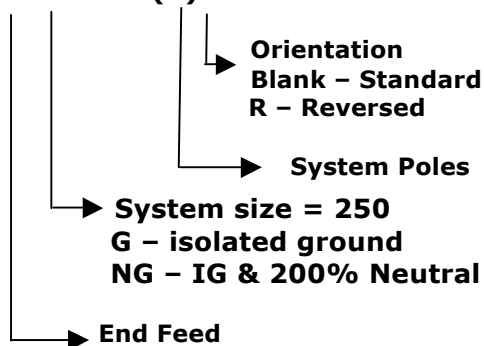 Orientation
Blank – Standard
R – Reversed
System Poles
System size = 250
G – isolated ground
NG – IG & 200% Neutral
End Feed